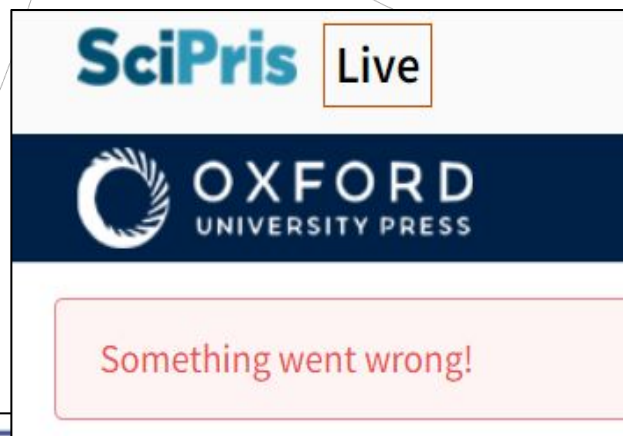 SciPris Live
OXFORD
UNIVERSITY PRESS
Something went wrong!